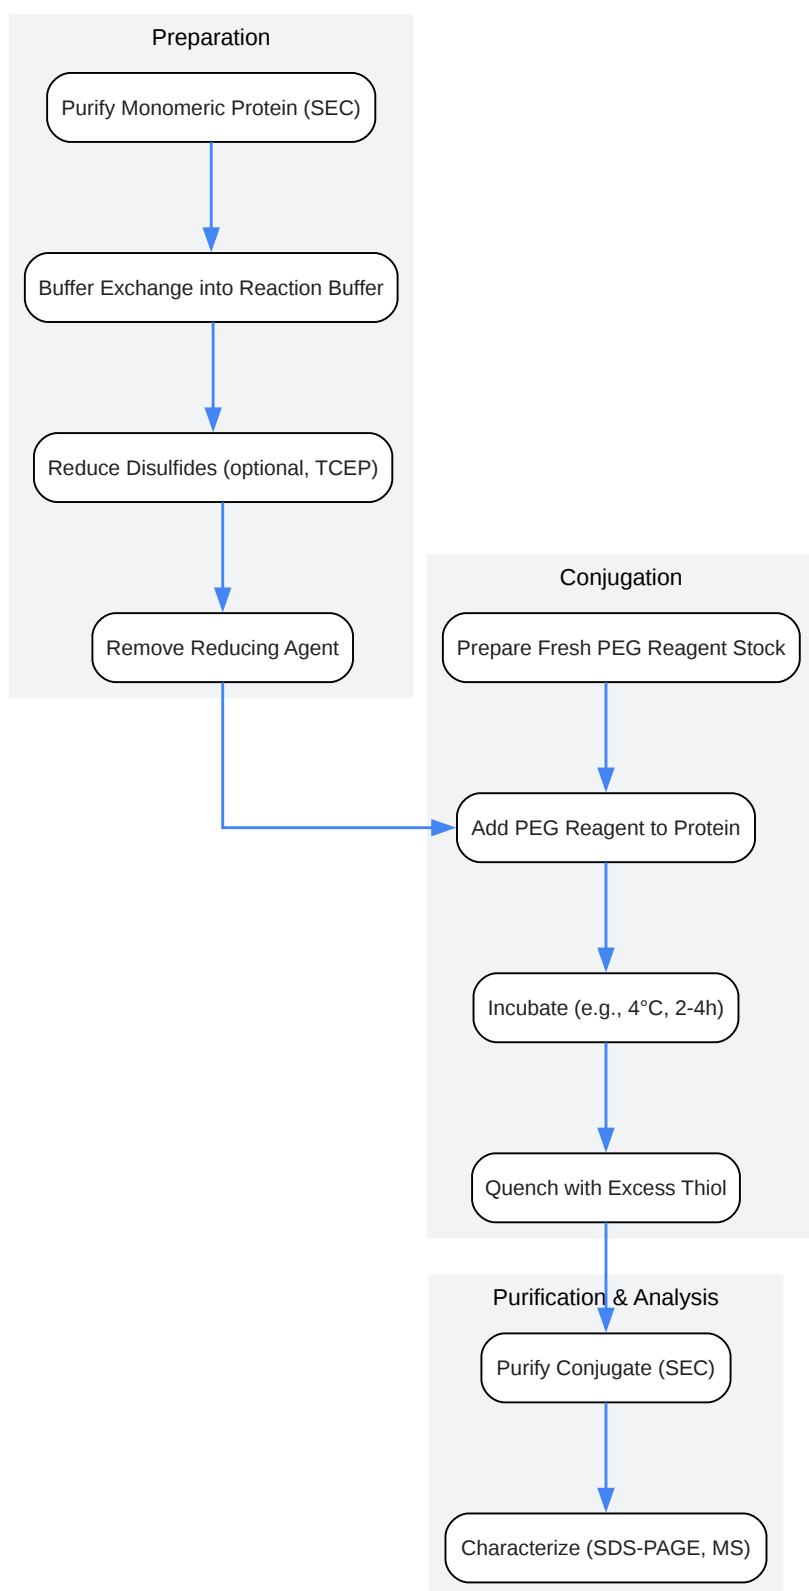 Preparation
Purify Monomeric Protein (SEC)
Buffer Exchange into Reaction Buffer
Reduce Disulfides (optional, TCEP)
Remove Reducing Agent
Conjugation
Prepare Fresh PEG Reagent Stock
Add PEG Reagent to Protein
Incubate (e.g., 4°C, 2-4h)
Quench with Excess Thiol
Purification & Analysis
Purify Conjugate (SEC)
Characterize (SDS-PAGE, MS)